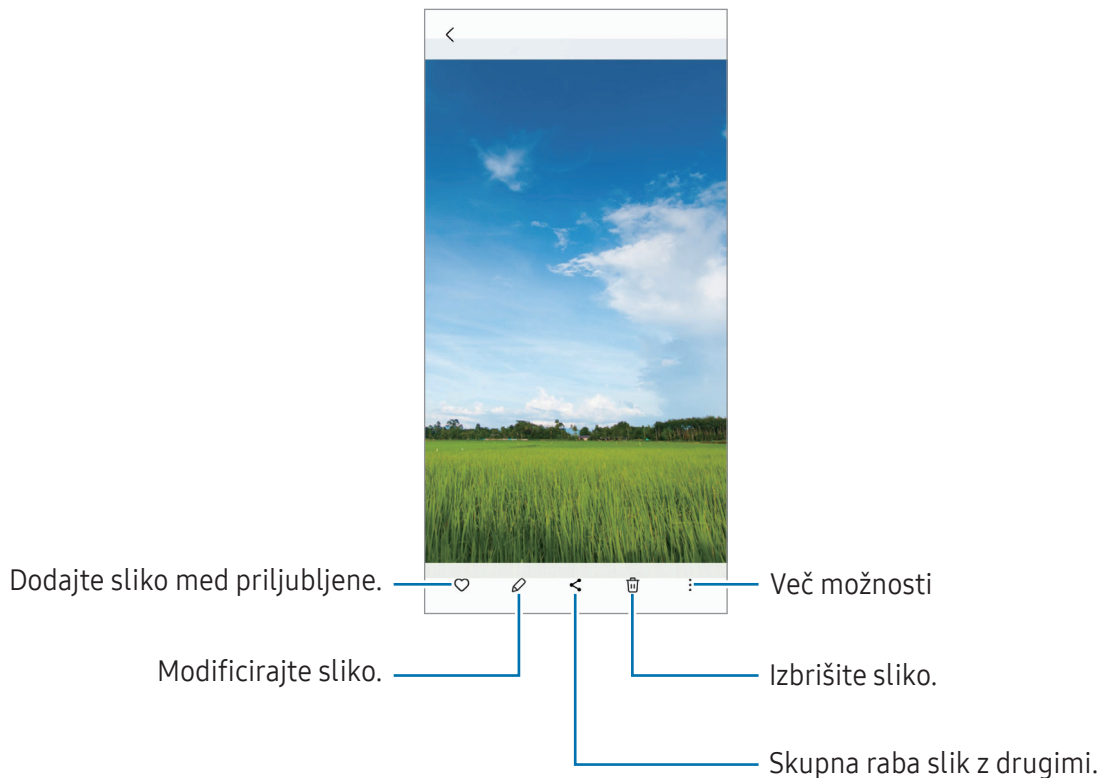 Dodajte sliko med priljubljene.
Več možnosti
Modificirajte sliko.
Izbrišite sliko.
Skupna raba slik z drugimi.